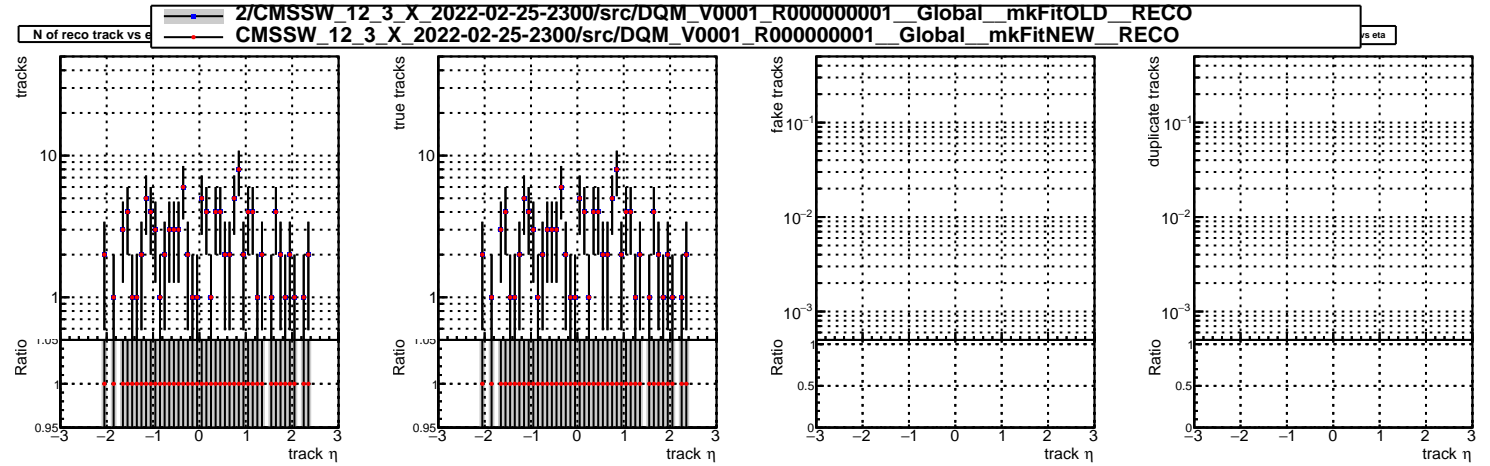 2/CMSSW_12_3_X_2022-02-25-2300/src/DQM_V0001_R000000001__Global__mkFitOLD__RECO
CMSSW_12_3_X_2022-02-25-2300/src/DQM_V0001_R000000001__Global__mkFitNEW__RECO
N of reco track vs e
vs eta
tracks
10
1
Ratio
1.05
1
0.95
−3 −2 −1 0 1 2 3
track η
true tracks
10
1
Ratio
1.05
1
0.95
−3 −2 −1 0 1 2 3
track η
fake tracks
10−1
10−2
10−3
Ratio
1
0.5
0
−3 −2 −1 0 1 2 3
track η
duplicate tracks
10−1
10−2
10−3
Ratio
1
0.5
0
−3 −2 −1 0 1 2 3
track η